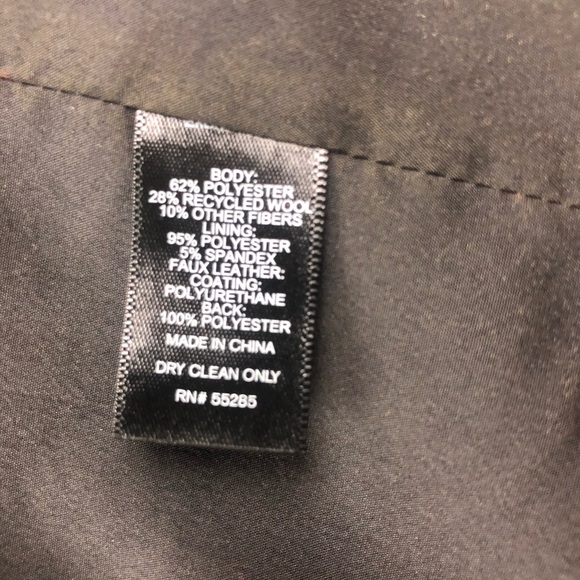 BODY:
62% POLYESTER
28% RECYCLED WOOL
10% OTHER FIBERS
LINING:
95% POLYESTER
5% SPANDEX
FAUX LEATHER:
COATING:
POLYURETHANE
BACK:
100% POLYESTER
MADE IN CHINA
DRY CLEAN ONLY
RN# 55285